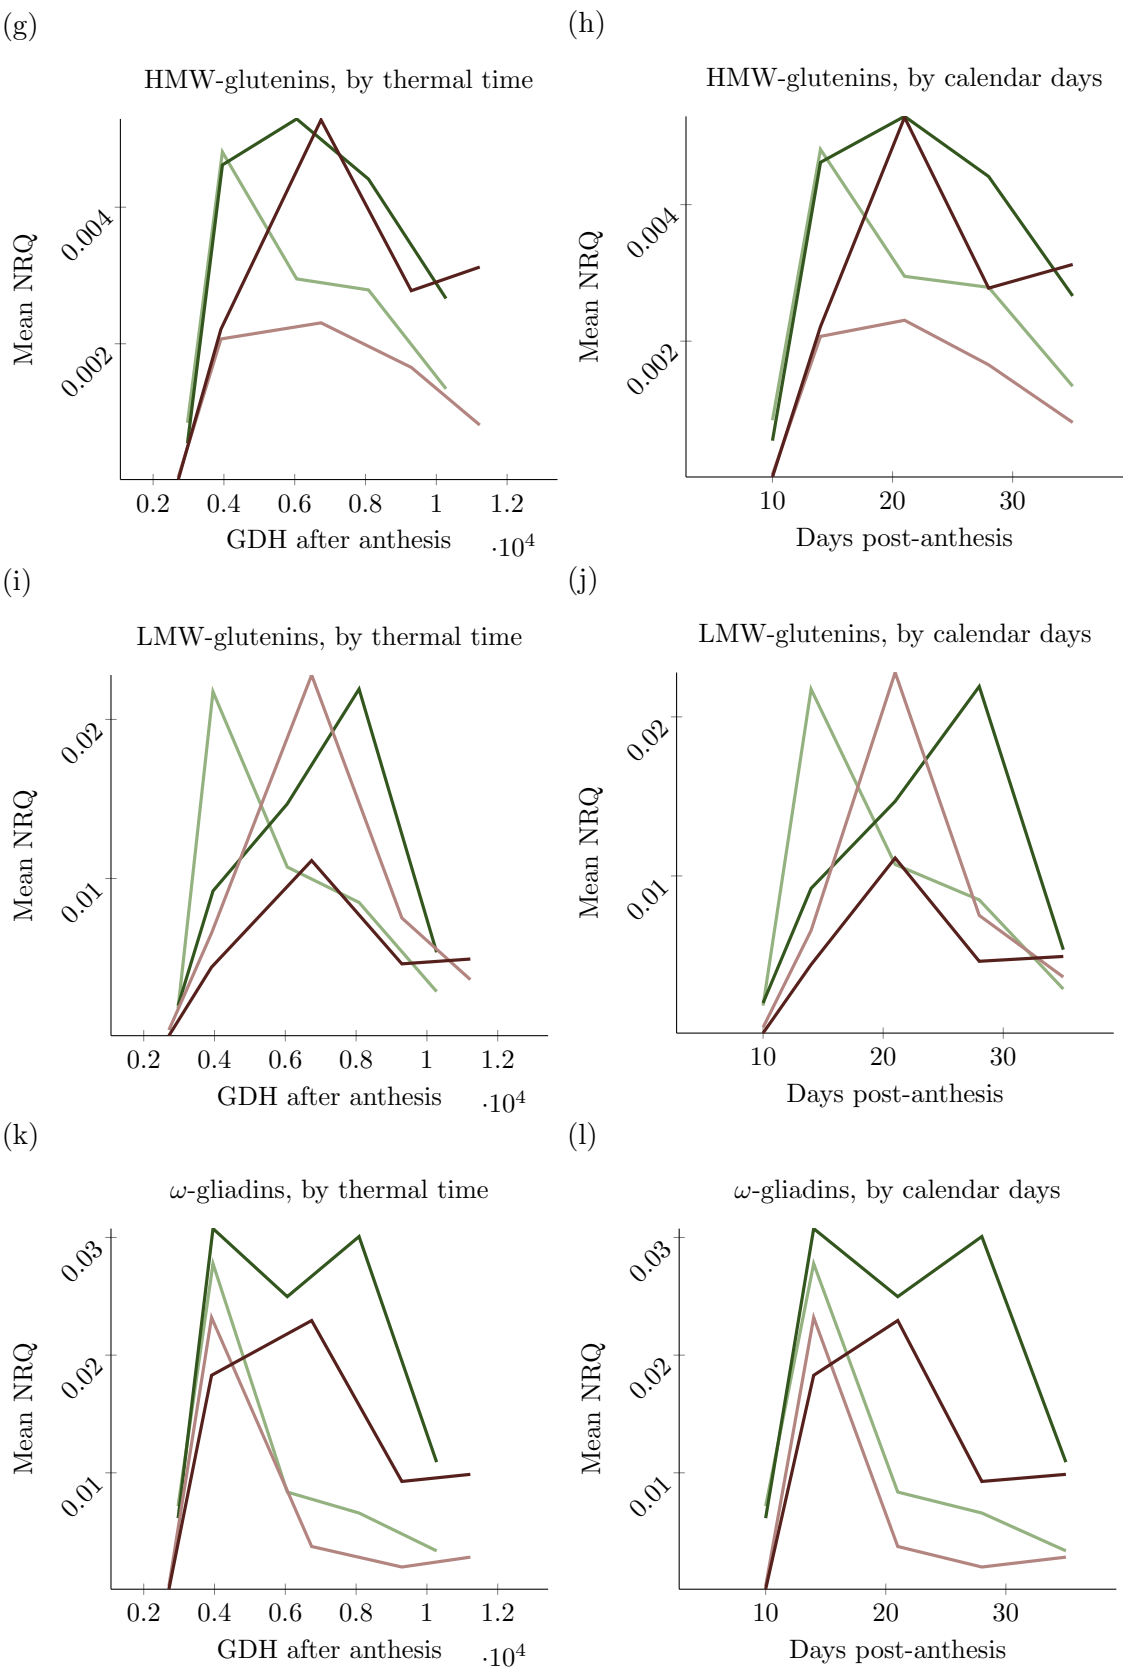 (g)
HMW-glutenins, by thermal time
Mean NRQ
0.004
0.002
0.2 0.4 0.6 0.8 1 1.2
GDH after anthesis
·10⁴
(h)
HMW-glutenins, by calendar days
Mean NRQ
0.004
0.002
10 20 30
Days post-anthesis
(i)
LMW-glutenins, by thermal time
Mean NRQ
0.02
0.01
0.2 0.4 0.6 0.8 1 1.2
GDH after anthesis
·10⁴
(j)
LMW-glutenins, by calendar days
Mean NRQ
0.02
0.01
10 20 30
Days post-anthesis
(k)
ω-gliadins, by thermal time
Mean NRQ
0.03
0.02
0.01
0.2 0.4 0.6 0.8 1 1.2
GDH after anthesis
·10⁴
(l)
ω-gliadins, by calendar days
Mean NRQ
0.03
0.02
0.01
10 20 30
Days post-anthesis